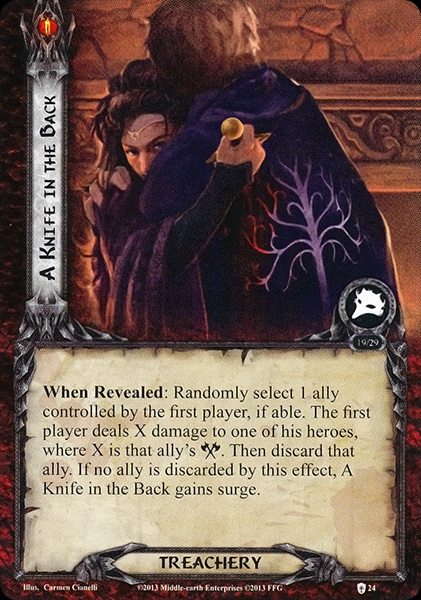 A Knife in the Back
19/29
When Revealed: Randomly select 1 ally
controlled by the first player, if able. The first
player deals X damage to one of his heroes,
where X is that ally's . Then discard that
ally. If no ally is discarded by this effect, A
Knife in the Back gains surge.
TREACHERY
Illus. Carmen Cianelli
©2013 Middle-earth Enterprises ©2013 FFG
24